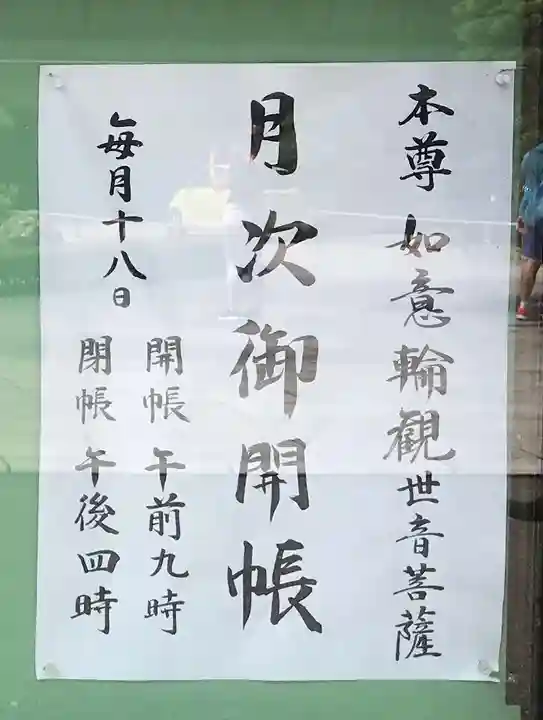 本尊 如意輪觀世音菩薩
月次御開帳
毎月十八日
開帳 午前九時
閉帳 午後四時